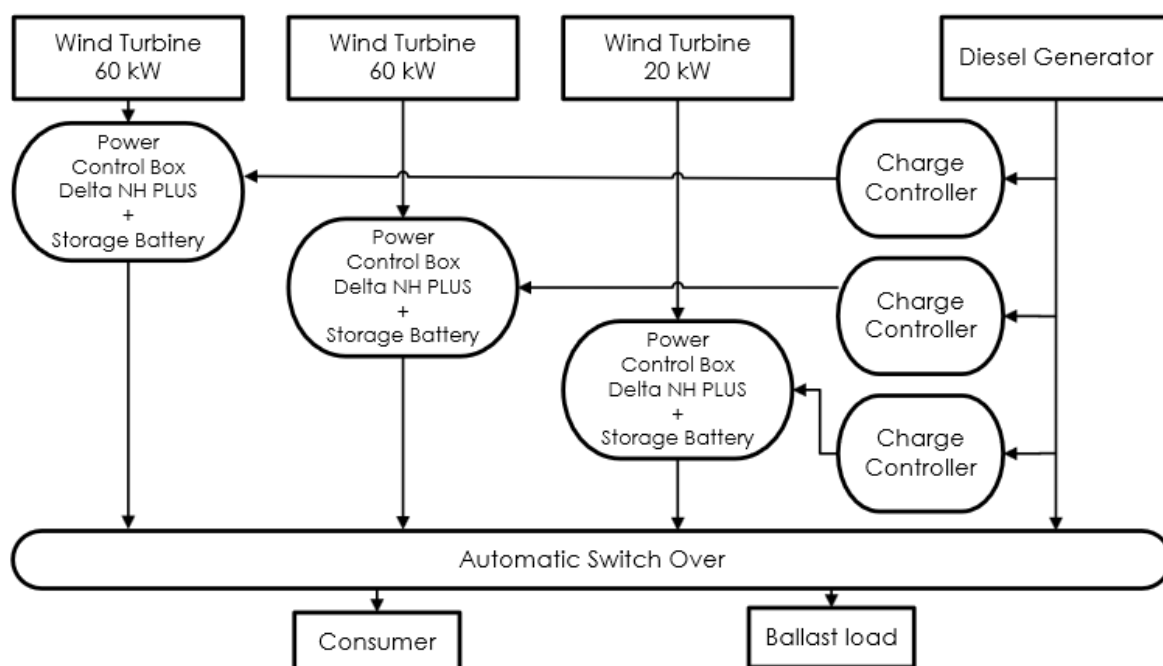 Wind Turbine
60 kW
Wind Turbine
60 kW
Wind Turbine
20 kW
Diesel Generator
Power
Control Box
Delta NH PLUS
+
Storage Battery
Charge
Controller
Power
Control Box
Delta NH PLUS
+
Storage Battery
Charge
Controller
Power
Control Box
Delta NH PLUS
+
Storage Battery
Charge
Controller
Automatic Switch Over
Consumer
Ballast load